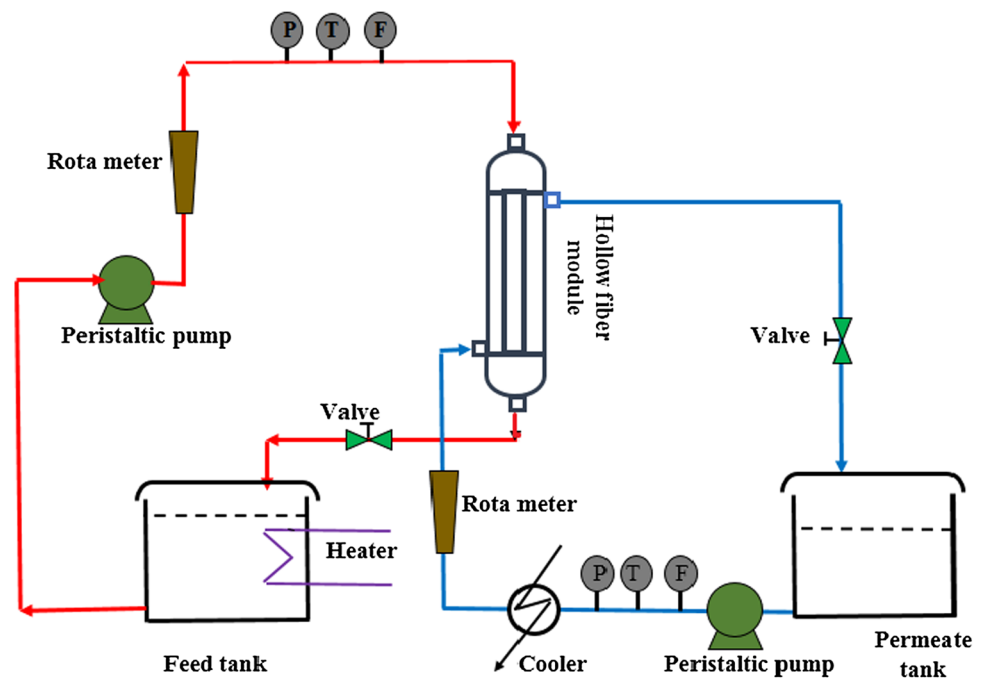 P T F
Rota meter
Hollow fiber
module
Peristaltic pump
Valve
Valve
Rota meter
Heater
P T F
Feed tank
Cooler
Peristaltic pump
Permeate
tank